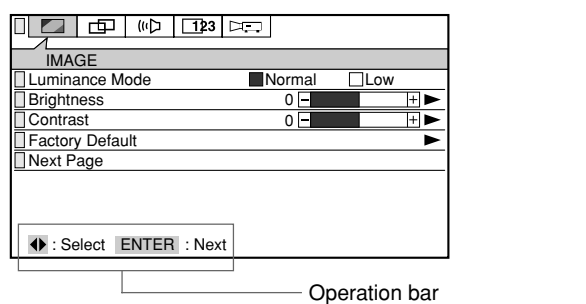 123
IMAGE
Luminance Mode Normal Low
Brightness 0 - +
Contrast 0 - +
Factory Default
Next Page
: Select ENTER : Next
Operation bar